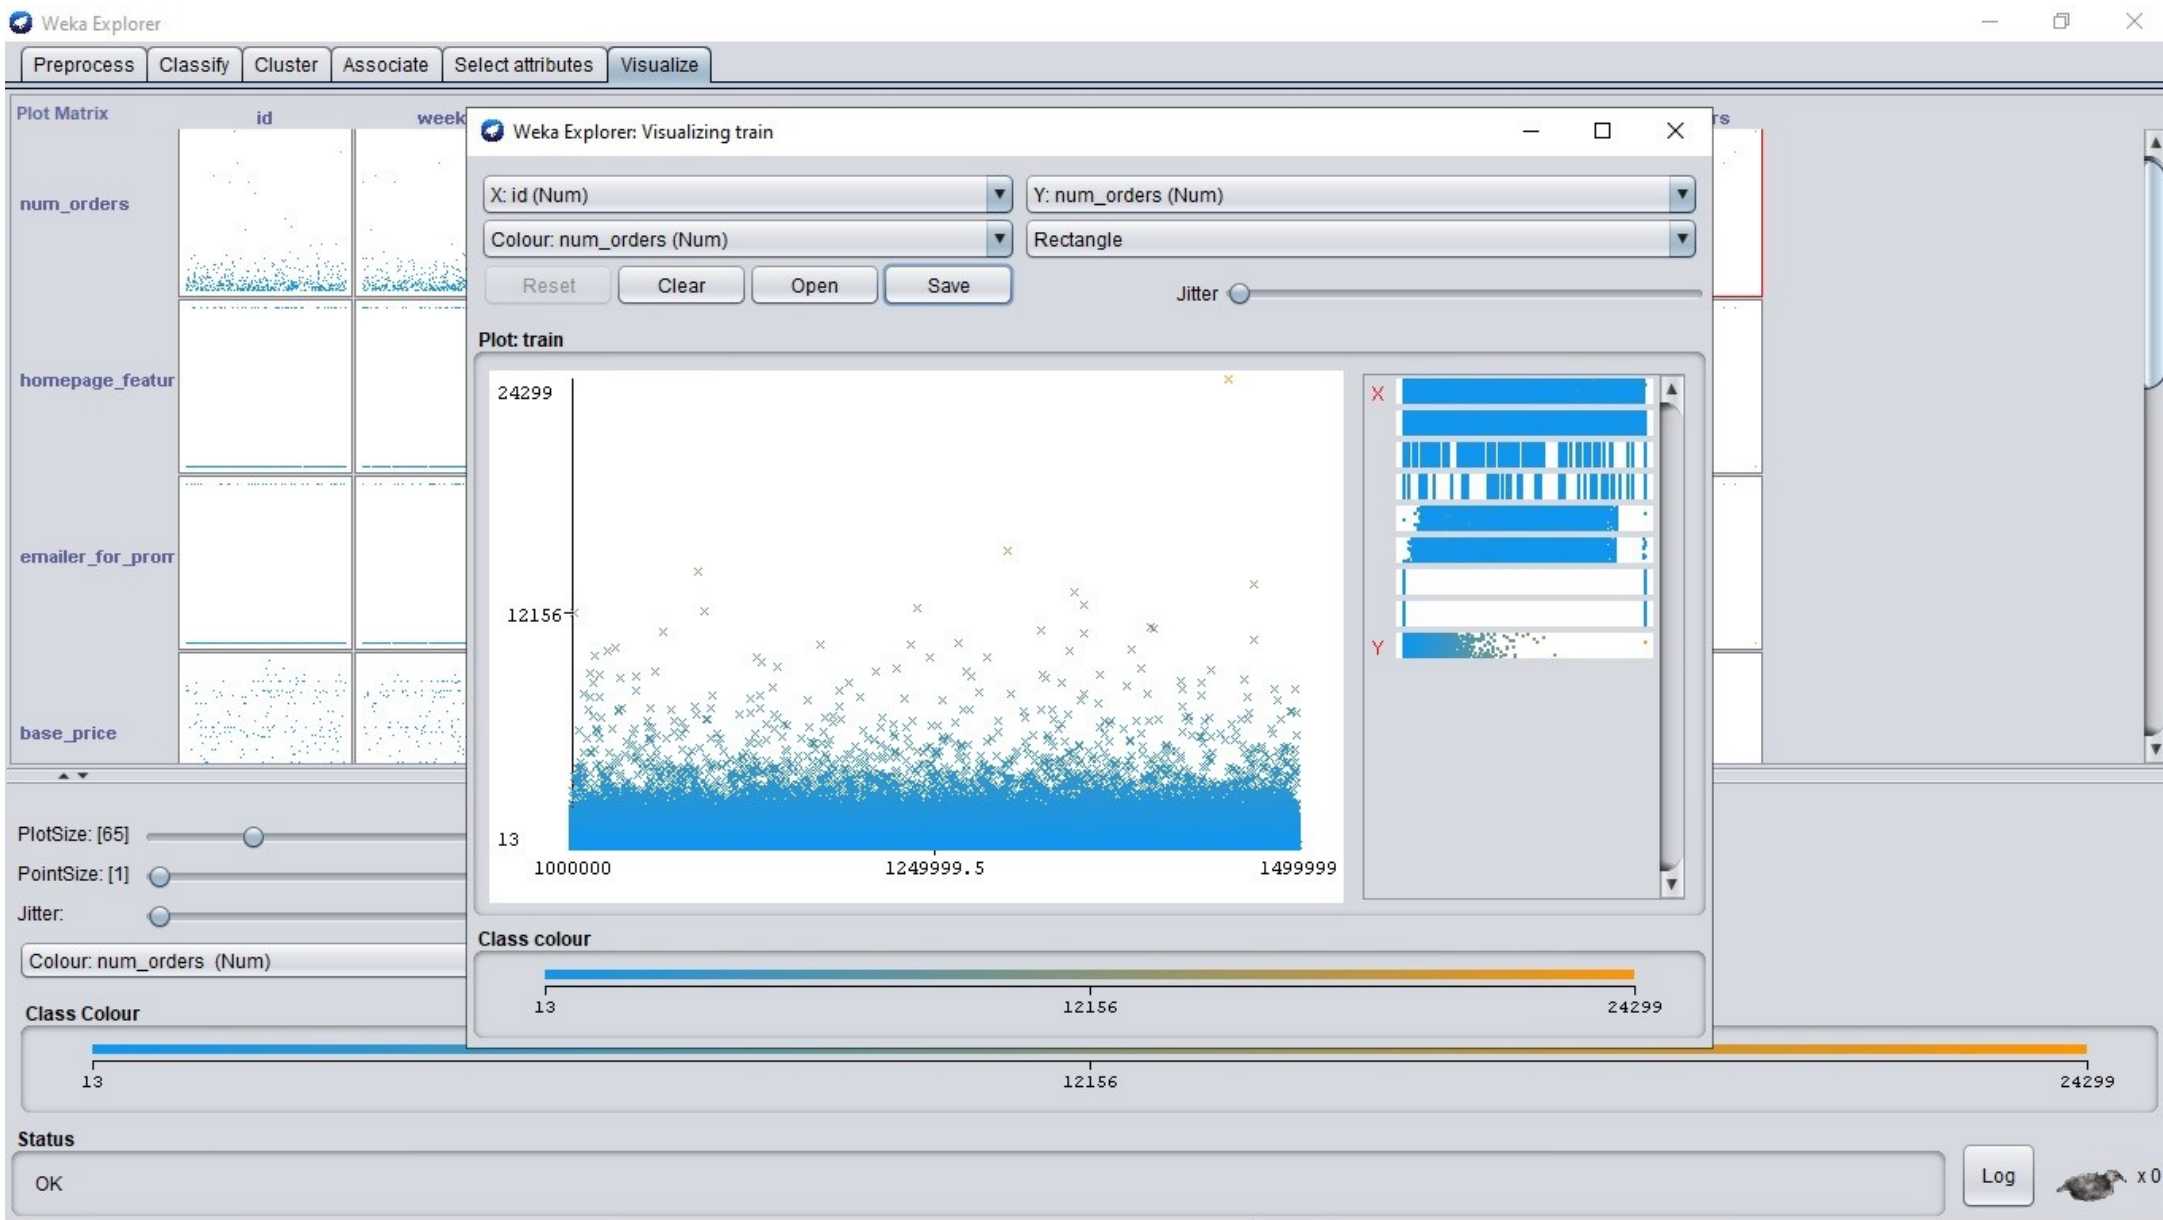 Weka Explorer
Preprocess Classify Cluster Associate Select attributes Visualize
Plot Matrix id week rs
num_orders
homepage_featur
emailer_for_prom
base_price
PlotSize: [65]
PointSize: [1]
Jitter:
Colour: num_orders (Num)
Class Colour
13 12156 24299
Status
OK
Log x 0
Weka Explorer: Visualizing train
X: id (Num) Y: num_orders (Num)
Colour: num_orders (Num) Rectangle
Reset Clear Open Save Jitter
Plot: train
24299
12156
13
1000000 1249999.5 1499999
X
Y
Class colour
13 12156 24299